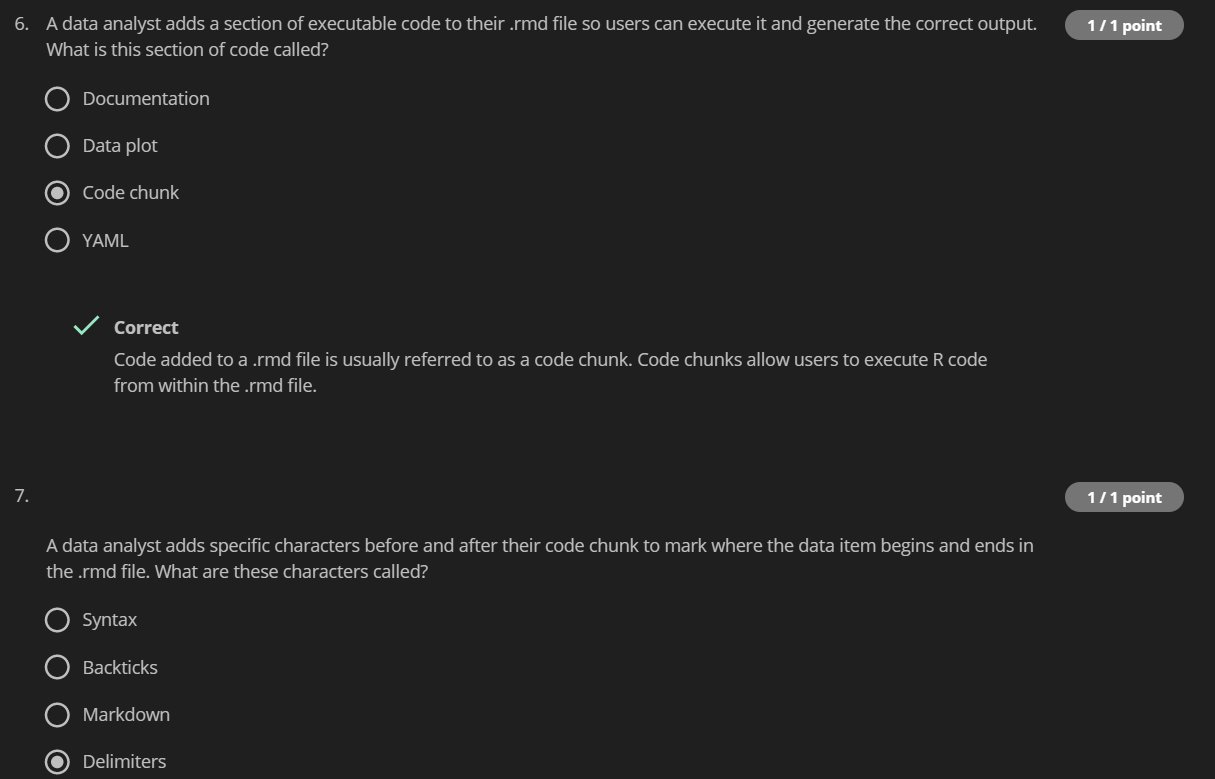 6. A data analyst adds a section of executable code to their .rmd file so users can execute it and generate the correct output. 1 / 1 point
What is this section of code called?
Documentation
Data plot
Code chunk
YAML
Correct
Code added to a .rmd file is usually referred to as a code chunk. Code chunks allow users to execute R code
from within the .rmd file.
7. 1 / 1 point
A data analyst adds specific characters before and after their code chunk to mark where the data item begins and ends in
the .rmd file. What are these characters called?
Syntax
Backticks
Markdown
Delimiters